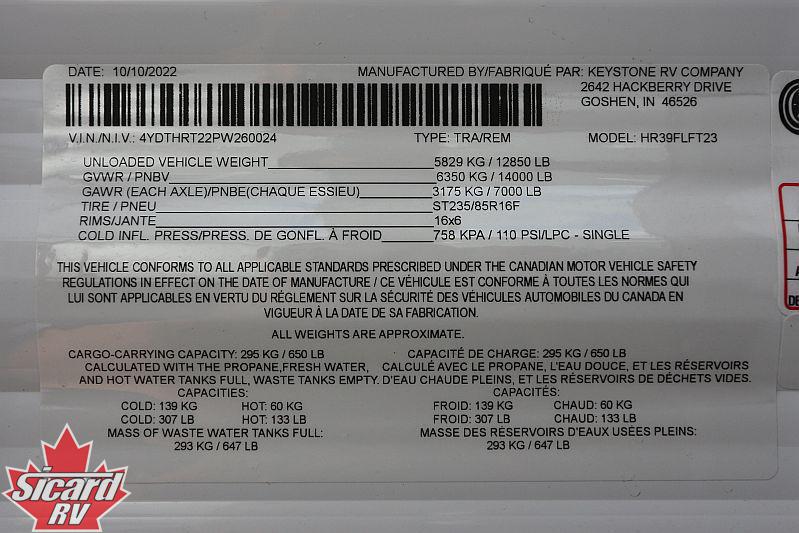 DATE: 10/10/2022
MANUFACTURED BY/FABRIQUÉ PAR: KEYSTONE RV COMPANY
2642 HACKBERRY DRIVE
GOSHEN, IN 46526
V.I.N./N.I.V.: 4YDTHRT22PW260024 TYPE: TRA/REM MODEL: HR39FLFT23
UNLOADED VEHICLE WEIGHT 5829 KG / 12850 LB
GVWR / PNBV 6350 KG / 14000 LB
GAWR (EACH AXLE)/PNBE(CHAQUE ESSIEU) 3175 KG / 7000 LB
TIRE / PNEU ST235/85R16F
RIMS/JANTE 16x6
COLD INFL. PRESS/PRESS. DE GONFL. À FROID 758 KPA / 110 PSI/LPC - SINGLE
THIS VEHICLE CONFORMS TO ALL APPLICABLE STANDARDS PRESCRIBED UNDER THE CANADIAN MOTOR VEHICLE SAFETY
REGULATIONS IN EFFECT ON THE DATE OF MANUFACTURE / CE VÉHICULE EST CONFORME À TOUTES LES NORMES QUI
LUI SONT APPLICABLES EN VERTU DU RÉGLEMENT SUR LA SÉCURITÉ DES VÉHICULES AUTOMOBILES DU CANADA EN
VIGUEUR À LA DATE DE SA FABRICATION.
ALL WEIGHTS ARE APPROXIMATE.
CARGO-CARRYING CAPACITY: 295 KG / 650 LB
CALCULATED WITH THE PROPANE,FRESH WATER,
AND HOT WATER TANKS FULL, WASTE TANKS EMPTY.
CAPACITIES:
COLD: 139 KG HOT: 60 KG
COLD: 307 LB HOT: 133 LB
MASS OF WASTE WATER TANKS FULL:
293 KG / 647 LB
CAPACITÉ DE CHARGE: 295 KG / 650 LB
CALCULÉ AVEC LE PROPANE, L'EAU DOUCE, ET LES RÉSERVOIRS
D'EAU CHAUDE PLEINS, ET LES RÉSERVOIRS DE DÉCHETS VIDES.
CAPACITÉS:
FROID: 139 KG CHAUD: 60 KG
FROID: 307 LB CHAUD: 133 LB
MASSE DES RÉSERVOIRS D'EAUX USÉES PLEINS:
293 KG / 647 LB
Sicard
RV